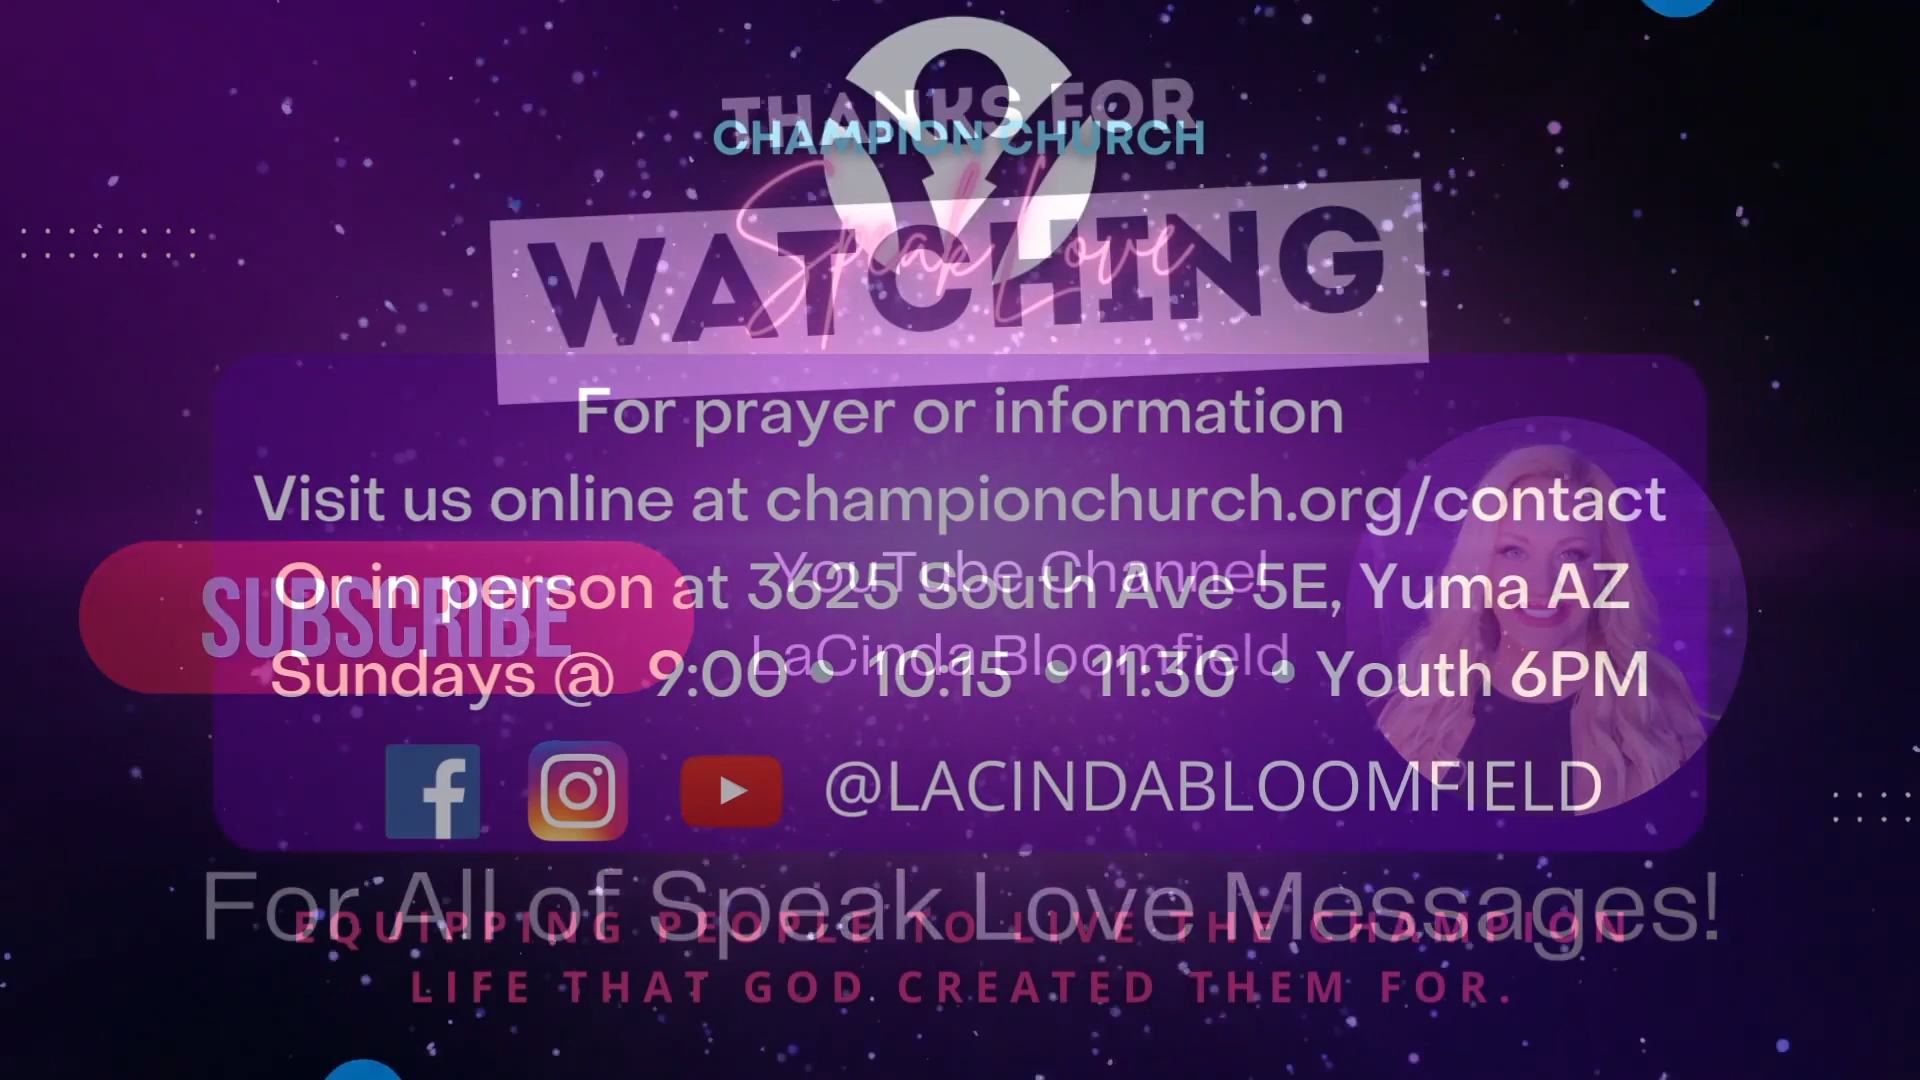 THANKS FOR
CHAMPION CHURCH
Speak Love
WATCHING
For prayer or information
Visit us online at championchurch.org/contact
YouTube Channel
Or in person at 3625 South Ave 5E, Yuma AZ
SUBSCRIBE
LaCinda Bloomfield
Sundays @ 9:00 • 10:15 • 11:30 • Youth 6PM
@LACINDABLOOMFIELD
For All of Speak Love Messages!
EQUIPPING PEOPLE TO LIVE THE CHAMPION
LIFE THAT GOD CREATED THEM FOR.